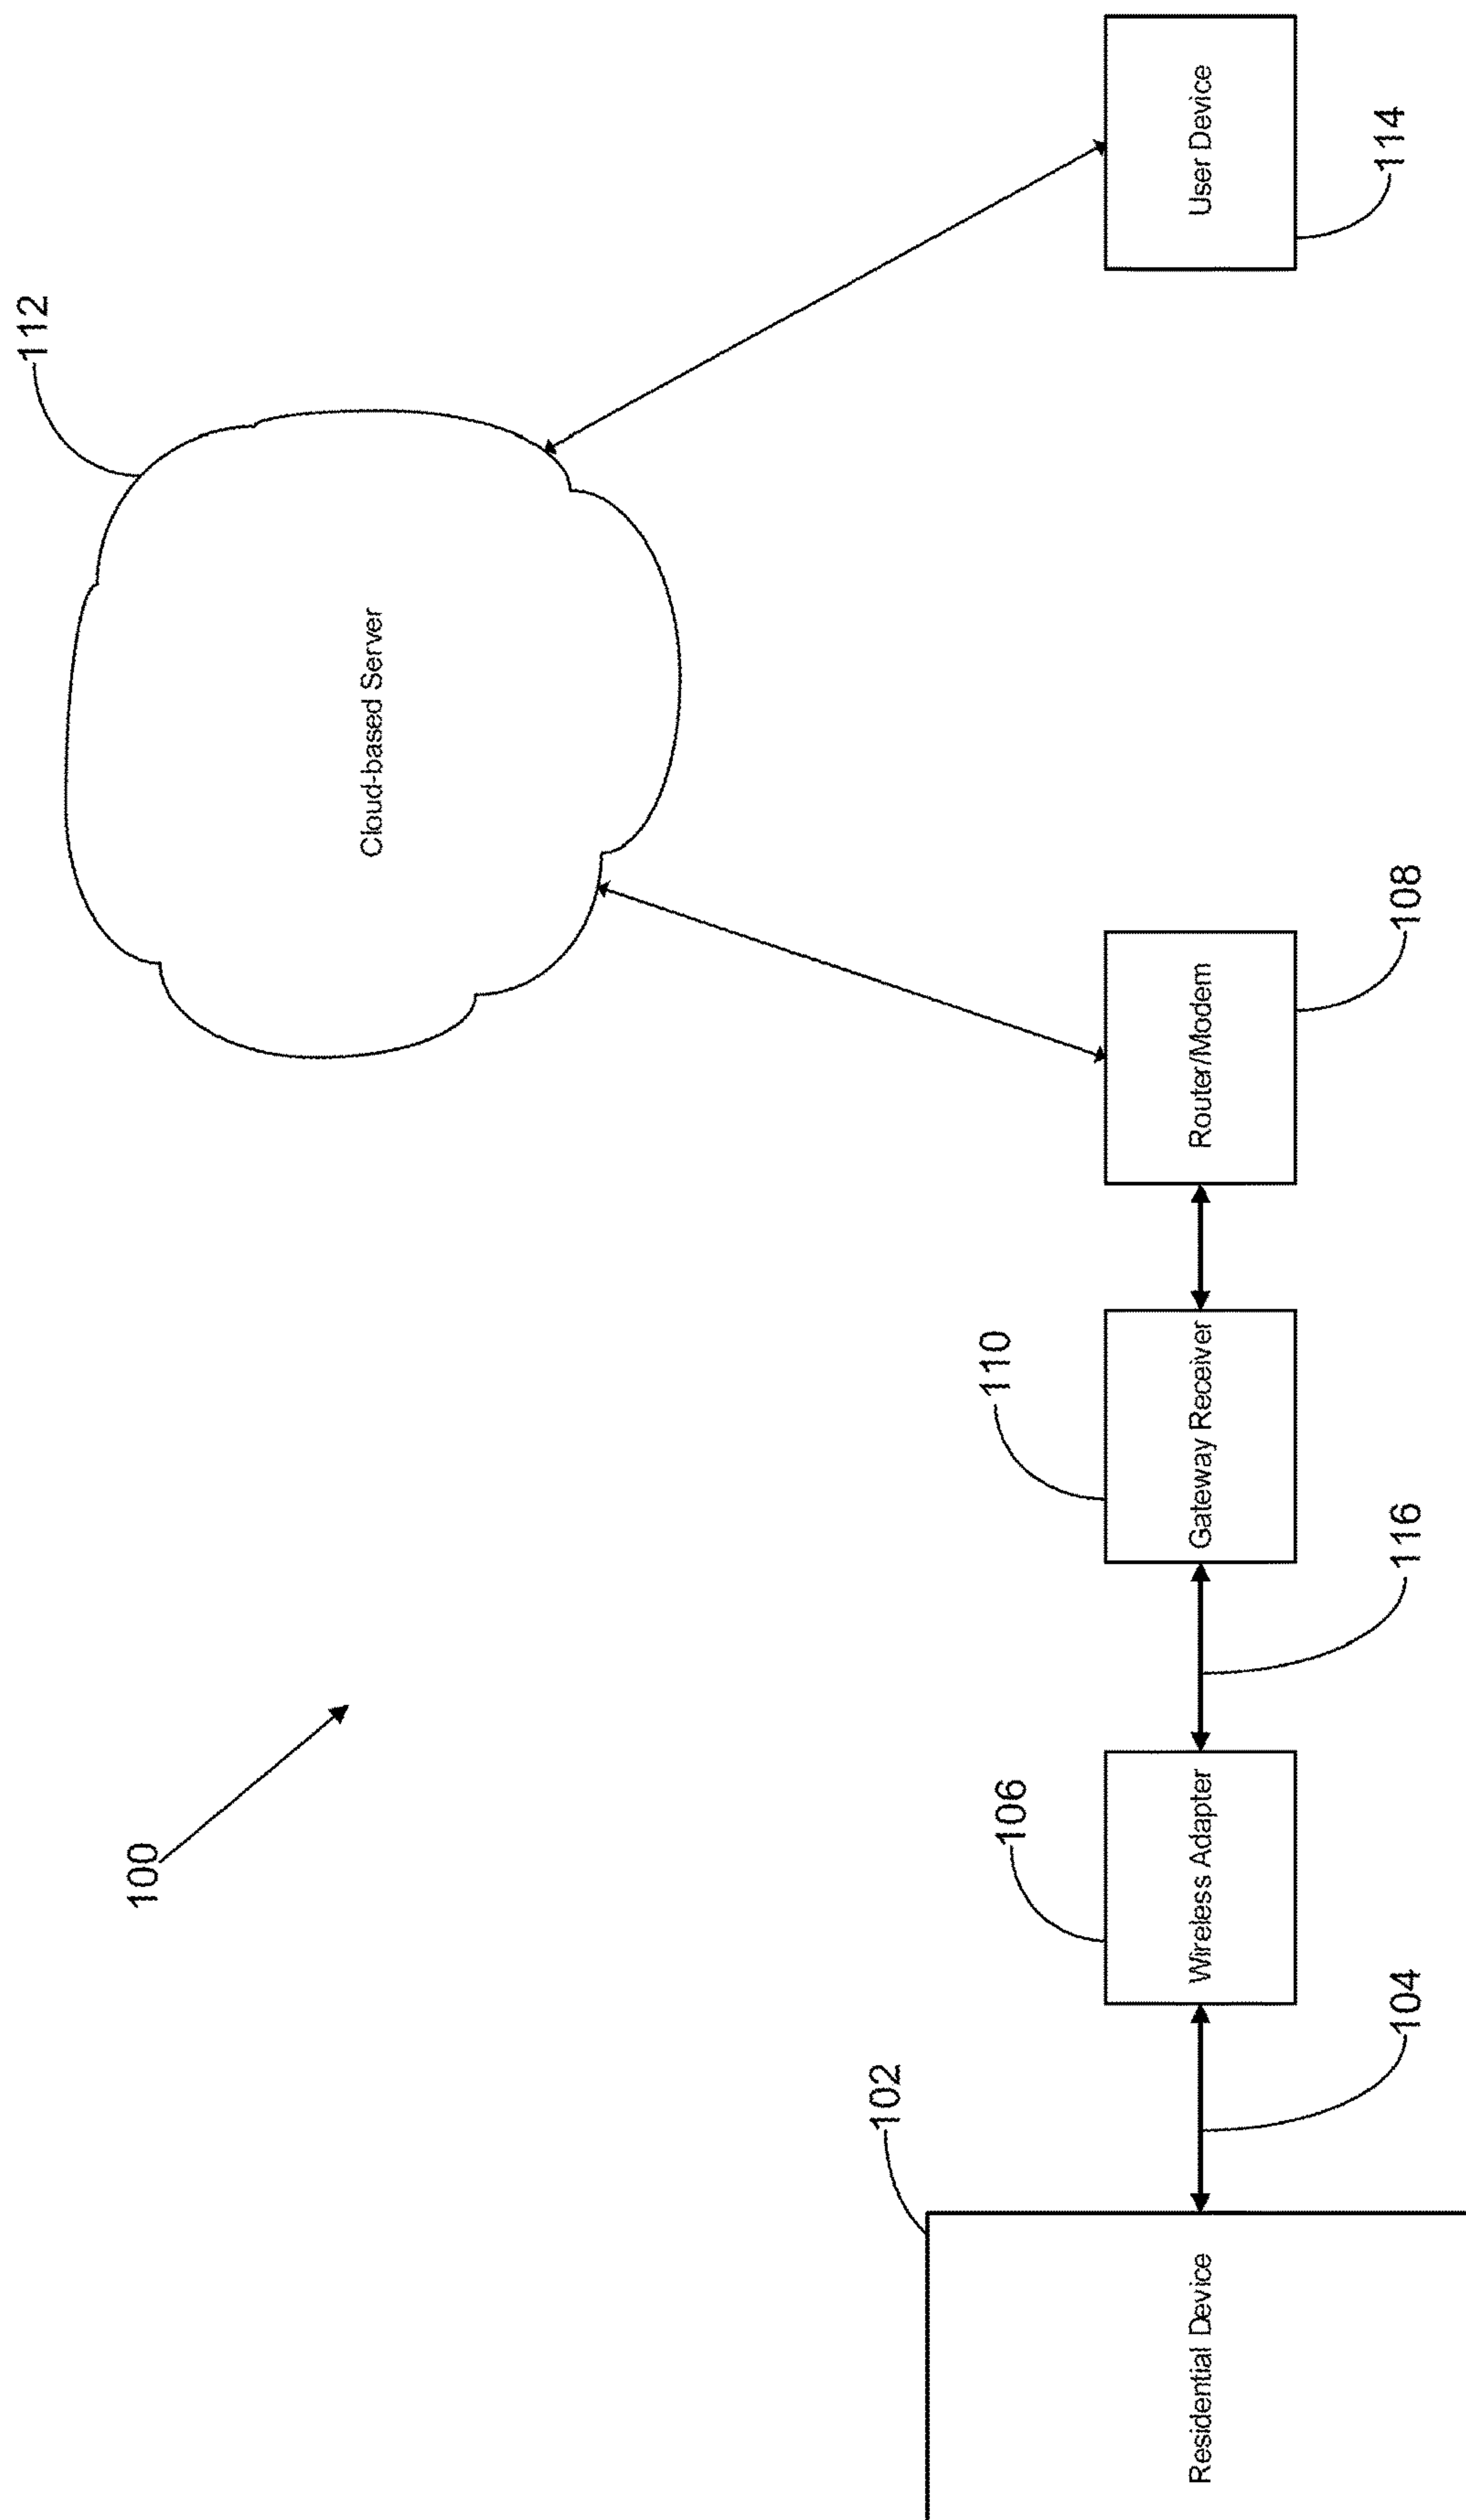 112
Cloud-based Server
100
102
Residential Device
104
106
Wireless Adapter
116
110
Gateway Receiver
Router/Modem
108
User Device
114